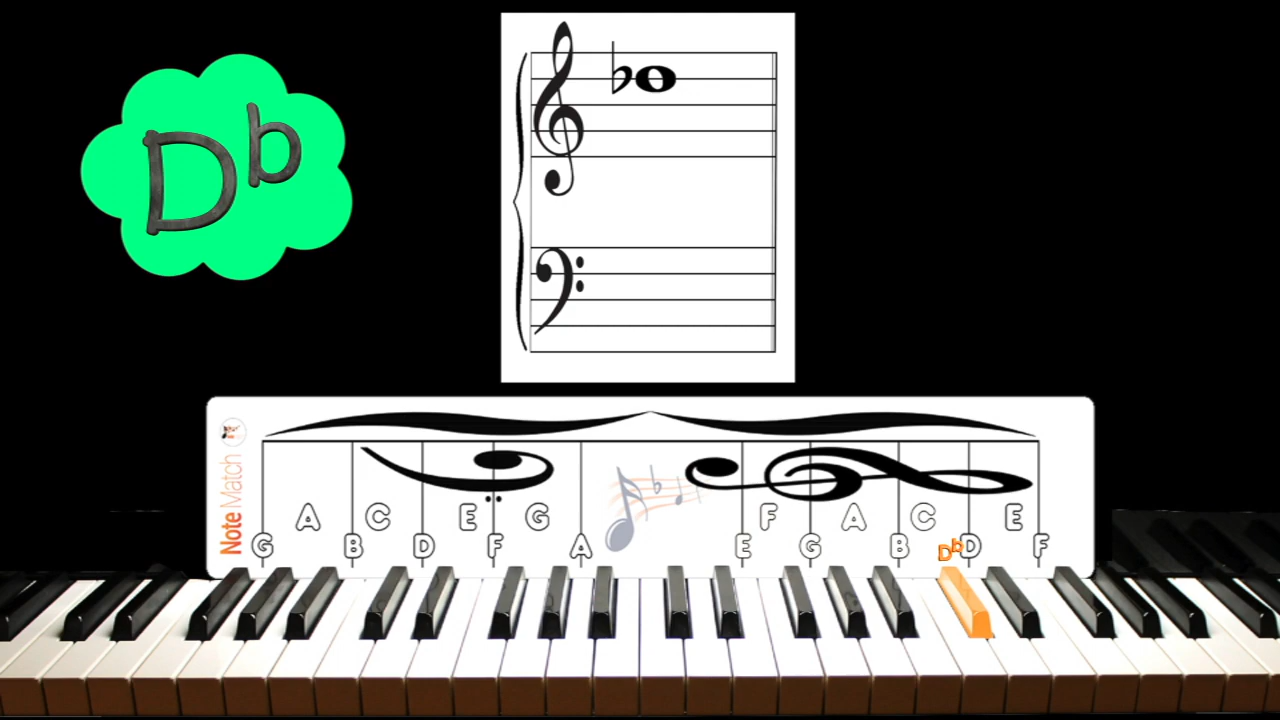 Db
A C E G F A C E
G B D F A E G B Db D F
Note Match